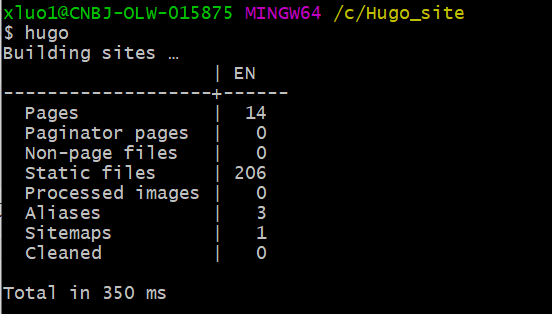 xluo1@CNBJ-OLW-015875 MINGW64 /c/Hugo_site
$ hugo
Building sites …
                   | EN
-------------------+------
  Pages            |  14
  Paginator pages  |   0
  Non-page files   |   0
  Static files     | 206
  Processed images |   0
  Aliases          |   3
  Sitemaps         |   1
  Cleaned          |   0

Total in 350 ms